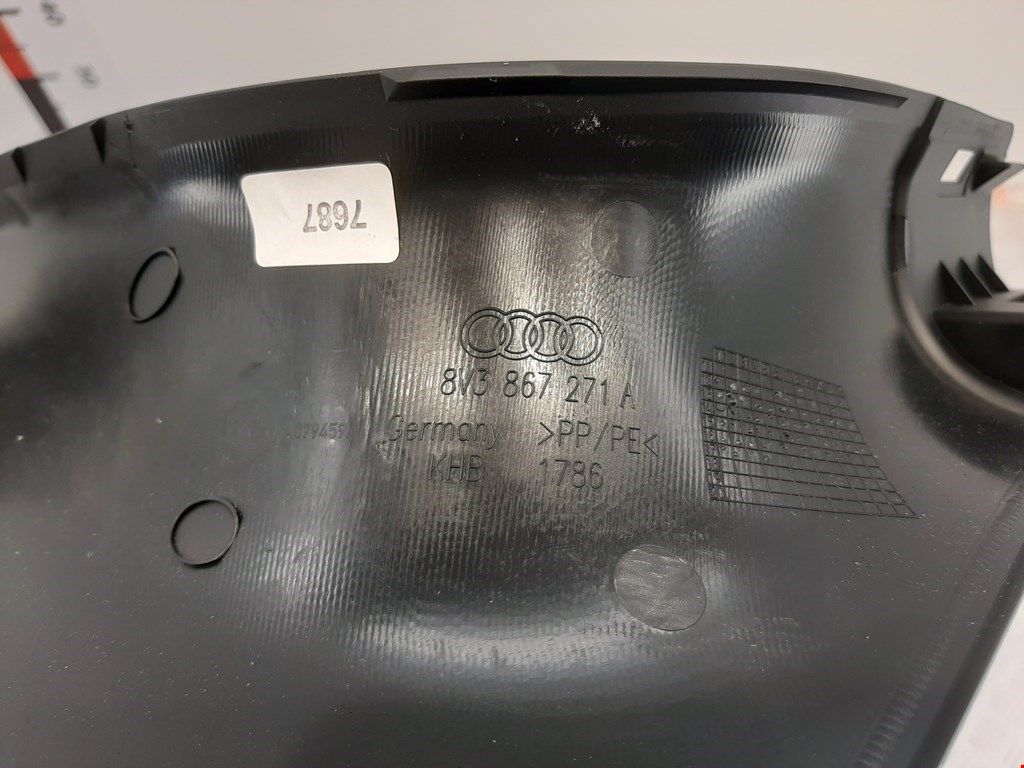 7687
8V3 867 271 A
Germany >PP/PE<
KHB 1786